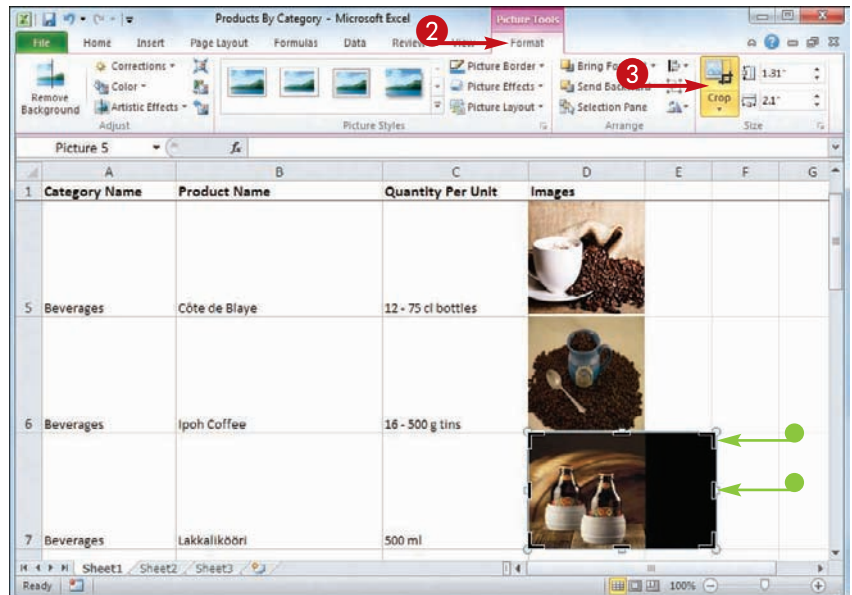 Products By Category - Microsoft Excel
Picture Tools
2
File Home Insert Page Layout Formulas Data Review View Format
3
Corrections
Color
Artistic Effects
Remove Background
Picture Border
Picture Effects
Picture Layout
Bring Forward
Send Backward
Selection Pane
Crop
1.31"
2.1"
Adjust Picture Styles Arrange Size
Picture 5 fx
A B C D E F G
1 Category Name Product Name Quantity Per Unit Images
5 Beverages Côte de Blaye 12 - 75 cl bottles
6 Beverages Ipoh Coffee 16 - 500 g tins
7 Beverages Lakkalikööri 500 ml
Sheet1 Sheet2 Sheet3
Ready 100%